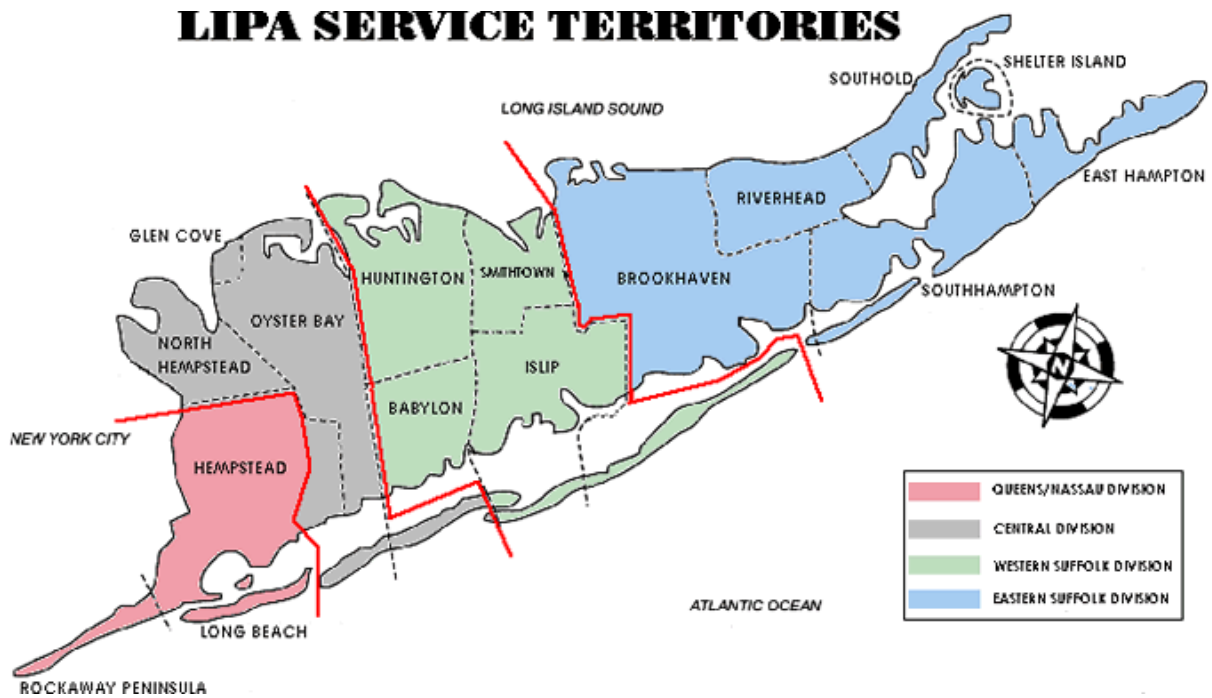 LIPA SERVICE TERRITORIES
SHELTER ISLAND
SOUTHOLD
LONG ISLAND SOUND
EAST HAMPTON
RIVERHEAD
GLEN COVE
HUNTINGTON
SMITHTOWN
BROOKHAVEN
SOUTHHAMPTON
OYSTER BAY
NORTH
HEMPSTEAD
ISLIP
BABYLON
N
NEW YORK CITY
HEMPSTEAD
QUEENS/NASSAU DIVISION
CENTRAL DIVISION
WESTERN SUFFOLK DIVISION
EASTERN SUFFOLK DIVISION
ATLANTIC OCEAN
LONG BEACH
ROCKAWAY PENINSULA